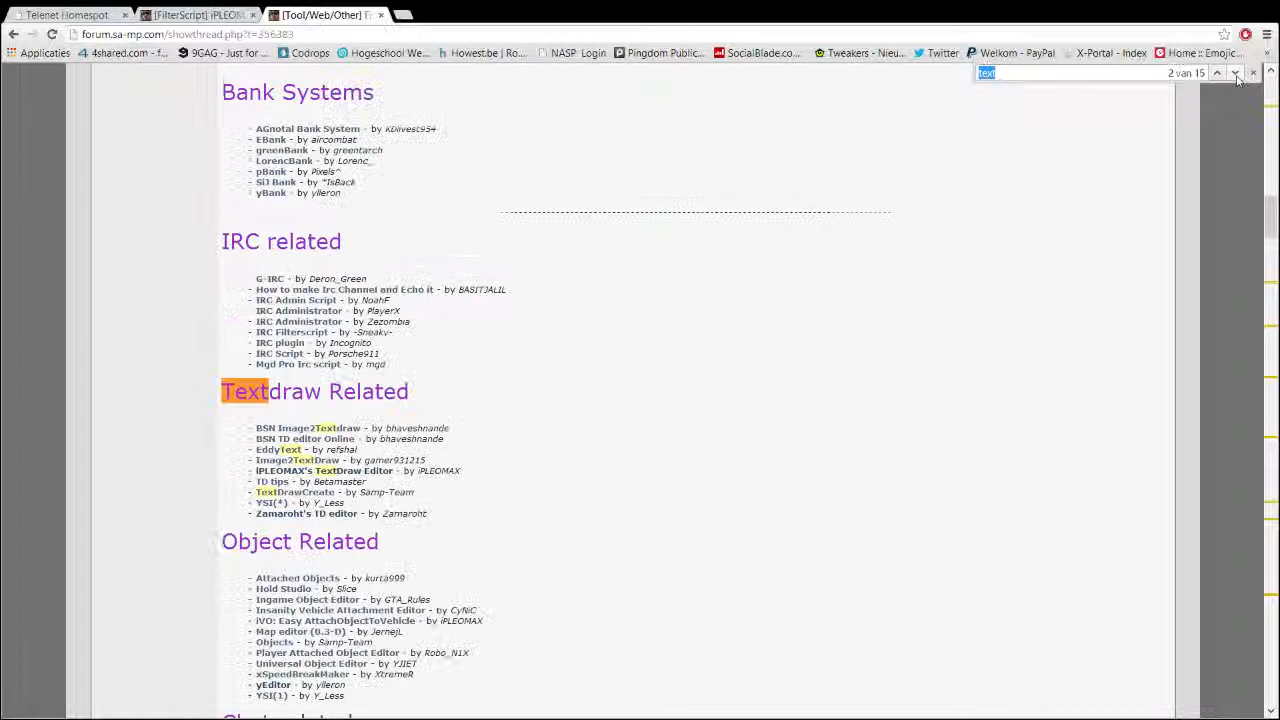 Telenet Homespot
[FilterScript] iPLEOM
[Tool/Web/Other] F
forum.sa-mp.com/showthread.php?t=356383
Applicaties
4shared.com - f...
9GAG - Just for ...
Codrops
Hogeschool We...
Howest.be | Ro...
NASP Login
Pingdom Public...
SocialBlade.co...
Tweakers - Nieu...
Twitter
Welkom - PayPal
X-Portal - Index
Home :: Emojic...
text 2 van 15
Bank Systems
- AGnotal Bank System - by KDlivest954
- EBank - by aircombat
- greenBank - by greentarch
- LorencBank - by Lorenc_
- pBank - by Pixels^
- SiJ Bank - by *IsBack
- yBank - by ylleron
IRC related
G-IRC - by Deron_Green
- How to make Irc Channel and Echo it - by BASITJALIL
- IRC Admin Script - by NoahF
IRC Administrator - by PlayerX
- IRC Administrator - by Zezombia
- IRC Filterscript - by -Sneaky-
- IRC plugin - by Incognito
- IRC Script - by Porsche911
- Mgd Pro Irc script - by mgd
Textdraw Related
- BSN Image2Textdraw - by bhaveshnande
- BSN TD editor Online - by bhaveshnande
- EddyText - by refshal
- Image2TextDraw - by gamer931215
- iPLEOMAX's TextDraw Editor - by iPLEOMAX
- TD tips - by Betamaster
- TextDrawCreate - by Samp-Team
- YSI(*) - by Y_Less
- Zamaroht's TD editor - by Zamaroht
Object Related
- Attached Objects - by kurta999
- Hold Studio - by Slice
- Ingame Object Editor - by GTA_Rules
- Insanity Vehicle Attachment Editor - by CyNiC
- iVO: Easy AttachObjectToVehicle - by iPLEOMAX
- Map editor (0.3-D) - by JernejL
- Objects - by Samp-Team
- Player Attached Object Editor - by Robo_N1X
- Universal Object Editor - by YJIET
- xSpeedBreakMaker - by XtremeR
- yEditor - by ylleron
- YSI(1) - by Y_Less